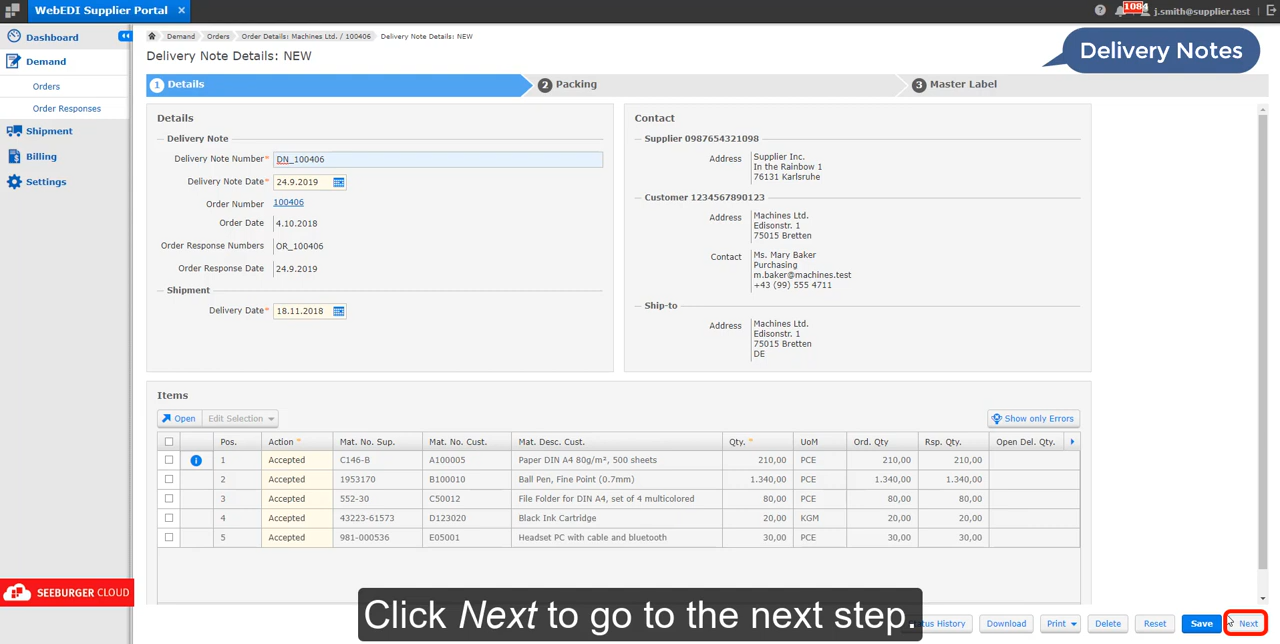 WebEDI Supplier Portal ×
1084
j.smith@supplier.test
Dashboard
Demand
Orders
Order Responses
Shipment
Billing
Settings
SEEBURGER CLOUD
Demand Orders Order Details: Machines Ltd. / 100406 Delivery Note Details: NEW
Delivery Note Details: NEW
Delivery Notes
1 Details 2 Packing 3 Master Label
Details
Delivery Note
Delivery Note Number* DN_100406
Delivery Note Date* 24.9.2019
Order Number 100406
Order Date 4.10.2018
Order Response Numbers OR_100406
Order Response Date 24.9.2019
Shipment
Delivery Date* 18.11.2018
Contact
Supplier 0987654321098
Address Supplier Inc.
In the Rainbow 1
76131 Karlsruhe
Customer 1234567890123
Address Machines Ltd.
Edisonstr. 1
75015 Bretten
Contact Ms. Mary Baker
Purchasing
m.baker@machines.test
+43 (99) 555 4711
Ship-to
Address Machines Ltd.
Edisonstr. 1
75015 Bretten
DE
Items
Open Edit Selection Show only Errors
Pos. Action* Mat. No. Sup. Mat. No. Cust. Mat. Desc. Cust. Qty.* UoM Ord. Qty Rsp. Qty. Open Del. Qty.
1 Accepted C146-B A100005 Paper DIN A4 80g/m², 500 sheets 210,00 PCE 210,00 210,00
2 Accepted 1953170 B100010 Ball Pen, Fine Point (0.7mm) 1.340,00 PCE 1.340,00 1.340,00
3 Accepted 552-30 C50012 File Folder for DIN A4, set of 4 multicolored 80,00 PCE 80,00 80,00
4 Accepted 43223-61573 D123020 Black Ink Cartridge 20,00 KGM 20,00 20,00
5 Accepted 981-000536 E05001 Headset PC with cable and bluetooth 30,00 PCE 30,00 30,00
Click Next to go to the next step.
History Download Print Delete Reset Save Next